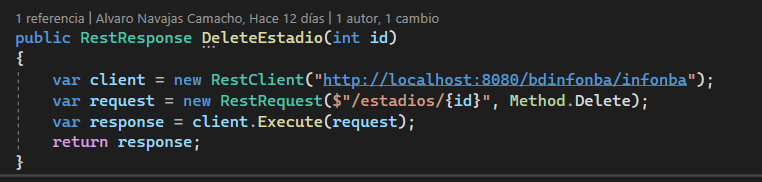 1 referencia | Alvaro Navajas Camacho, Hace 12 días | 1 autor, 1 cambio
public RestResponse DeleteEstadio(int id)
{
    var client = new RestClient("http://localhost:8080/bdinfonba/infonba");
    var request = new RestRequest($"/estadios/{id}", Method.Delete);
    var response = client.Execute(request);
    return response;
}